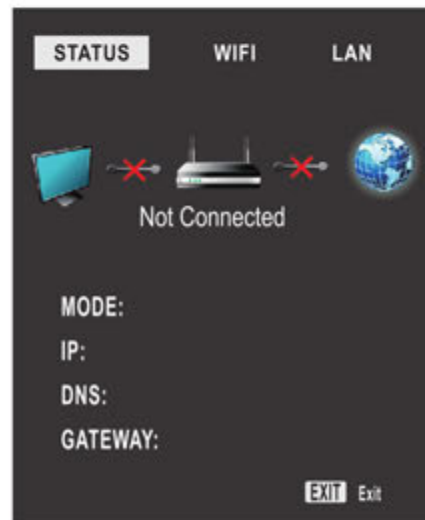 STATUS WIFI LAN
Not Connected
MODE:
IP:
DNS:
GATEWAY:
EXIT Exit